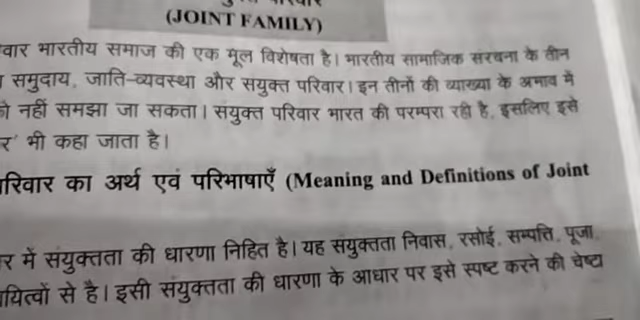 (JOINT FAMILY)
भारतीय समाज की एक मूल विशेषता है। भारतीय सामाजिक संरचना के तीन
समुदाय, जाति-व्यवस्था और संयुक्त परिवार। इन तीनों की व्याख्या के अभाव में
नहीं समझा जा सकता। संयुक्त परिवार भारत की परम्परा रही है, इसलिए इसे
भी कहा जाता है।
का अर्थ एवं परिभाषाएँ (Meaning and Definitions of Joint
में संयुक्तता की धारणा निहित है। यह संयुक्तता निवास, रसोई, सम्पत्ति, पूजा,
से है। इसी संयुक्तता की धारणा के आधार पर इसे स्पष्ट करने की चेष्टा